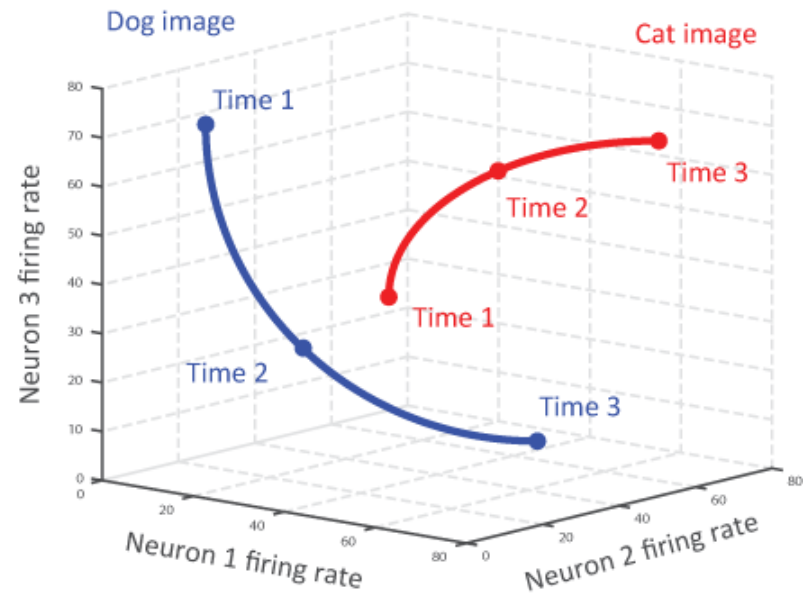 Dog image
Cat image
Time 1
Time 2
Time 3
Time 1
Time 2
Time 3
Neuron 3 firing rate
80
70
60
50
40
30
20
10
0
Neuron 1 firing rate
0
20
40
60
80
Neuron 2 firing rate
0
20
40
60
80